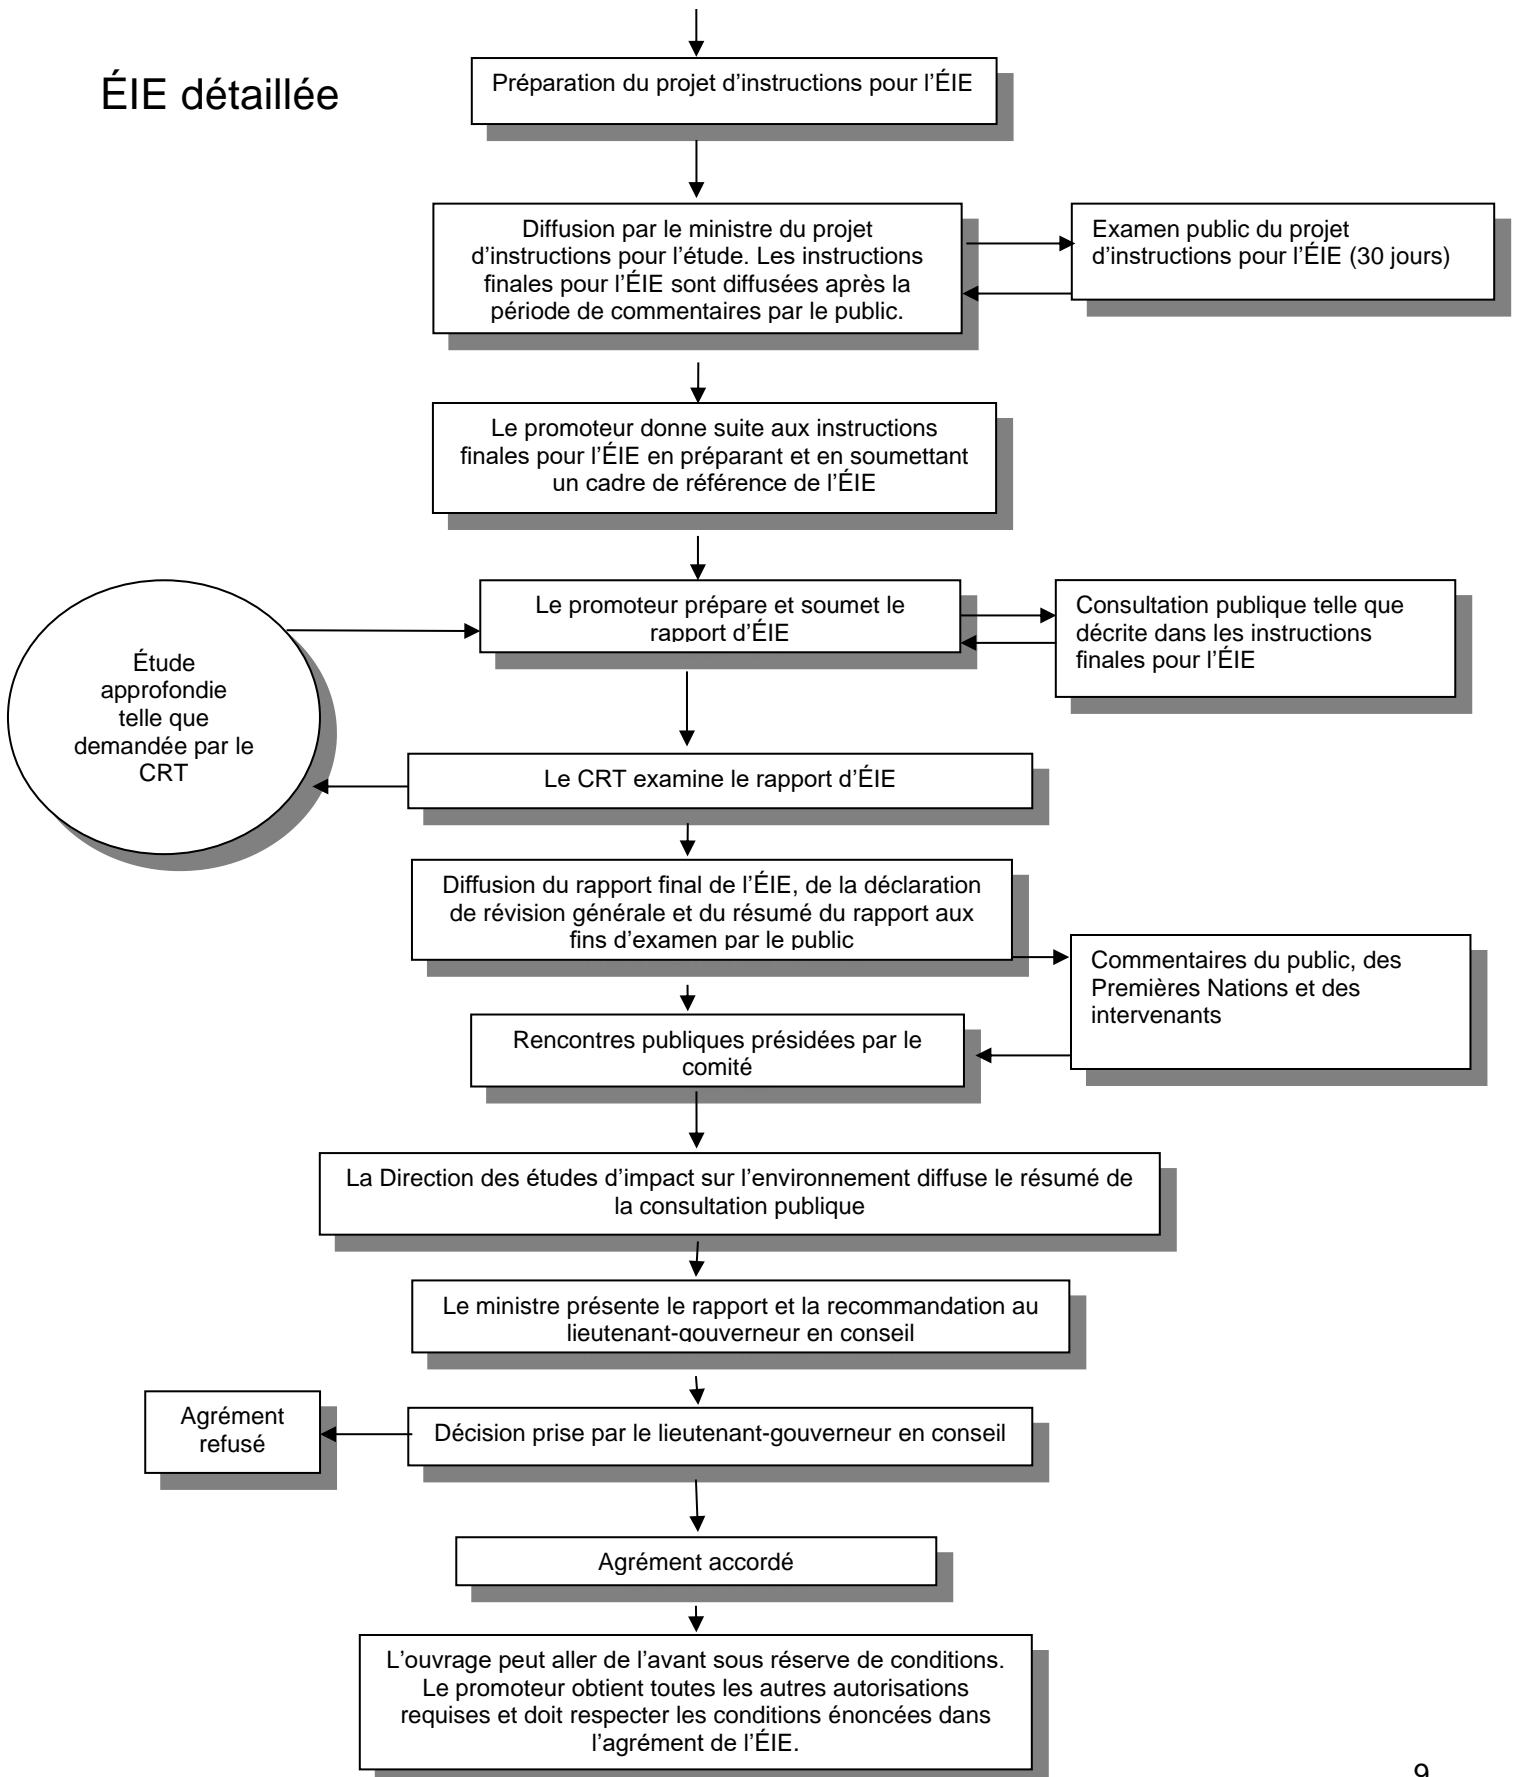 ÉIE détaillée
Préparation du projet d’instructions pour l’ÉIE
Diffusion par le ministre du projet
d’instructions pour l’étude. Les instructions
finales pour l’ÉIE sont diffusées après la
période de commentaires par le public.
Examen public du projet
d’instructions pour l’ÉIE (30 jours)
Le promoteur donne suite aux instructions
finales pour l’ÉIE en préparant et en soumettant
un cadre de référence de l’ÉIE
Le promoteur prépare et soumet le
rapport d’ÉIE
Consultation publique telle que
décrite dans les instructions
finales pour l’ÉIE
Étude
approfondie
telle que
demandée par le
CRT
Le CRT examine le rapport d’ÉIE
Diffusion du rapport final de l’ÉIE, de la déclaration
de révision générale et du résumé du rapport aux
fins d’examen par le public
Commentaires du public, des
Premières Nations et des
intervenants
Rencontres publiques présidées par le
comité
La Direction des études d’impact sur l’environnement diffuse le résumé de
la consultation publique
Le ministre présente le rapport et la recommandation au
lieutenant-gouverneur en conseil
Agrément
refusé
Décision prise par le lieutenant-gouverneur en conseil
Agrément accordé
L’ouvrage peut aller de l’avant sous réserve de conditions.
Le promoteur obtient toutes les autres autorisations
requises et doit respecter les conditions énoncées dans
l’agrément de l’ÉIE.
9